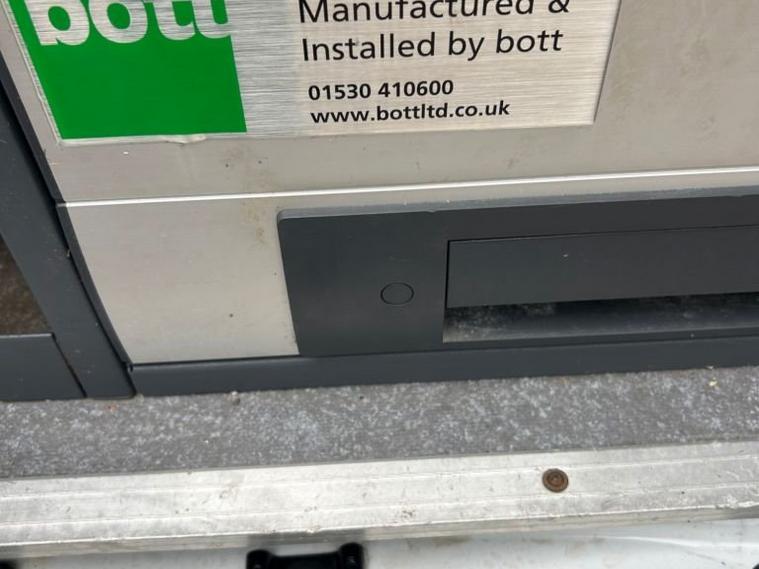 bott
Manufactured &
Installed by bott
01530 410600
www.bottltd.co.uk